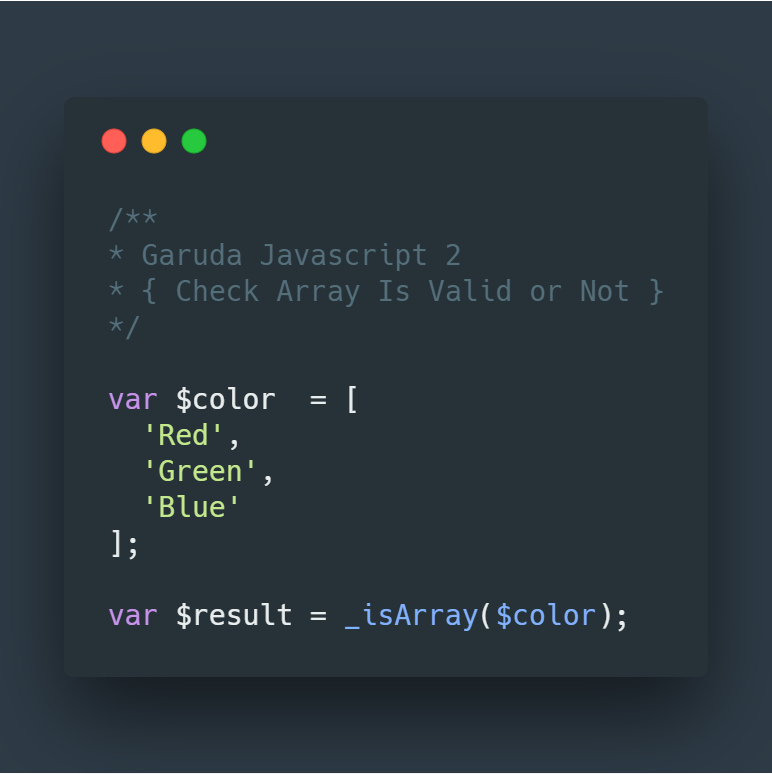 /**
* Garuda Javascript 2
* { Check Array Is Valid or Not }
*/
var $color  = [
  'Red',
  'Green',
  'Blue'
];
var $result = _isArray($color);